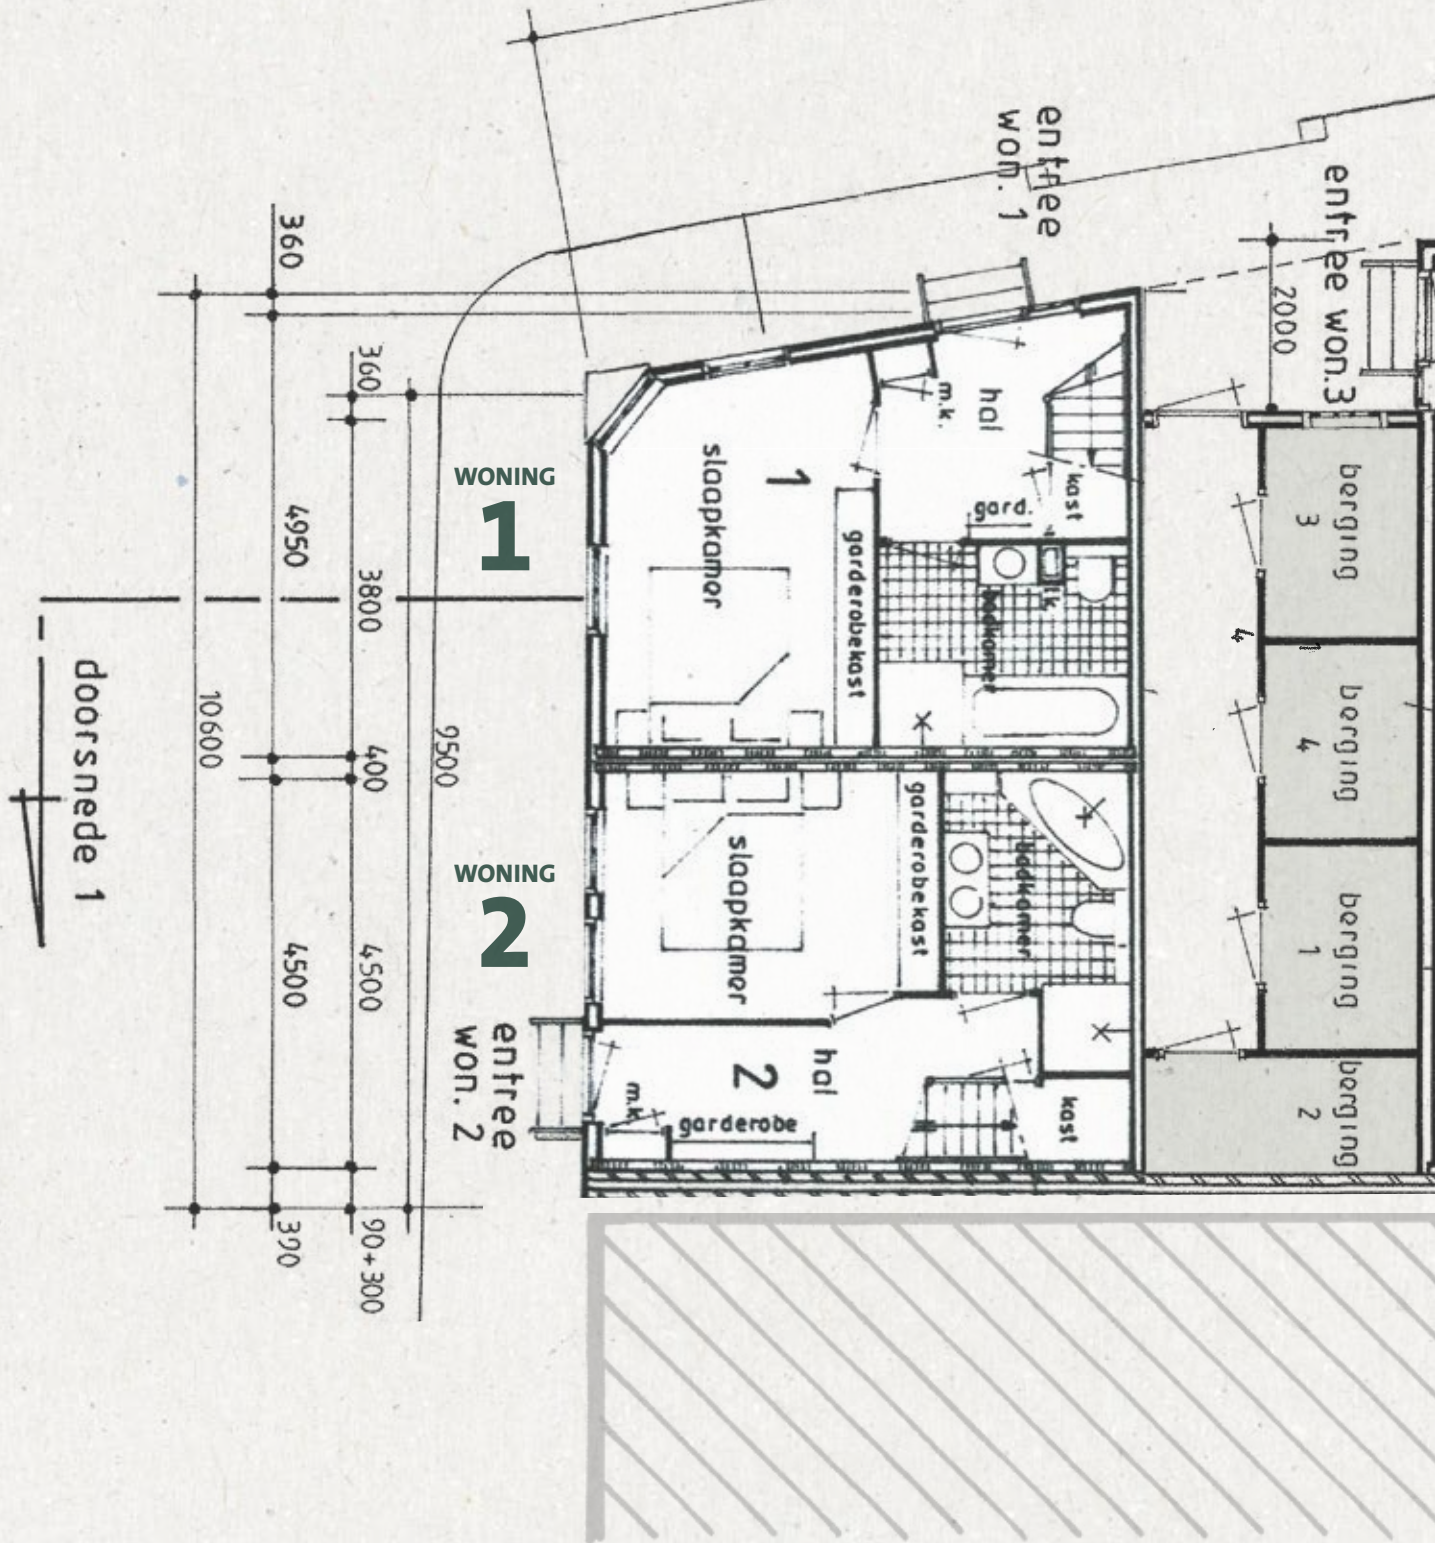 entree
won. 1
entree won.3
2000
360
360
4950
3800
400
10600
9500
4500
4500
390
90+300
doorsnede 1
WONING
1
WONING
2
entree
won. 2
1
slaapkamer
garderobekast
m.k.
hal
gard.
kast
badkamer
l.k.
slaapkamer
garderobekast
badkamer
2
hal
m.k.
garderobe
kast
berging
3
4
berging
4
berging
1
berging
2